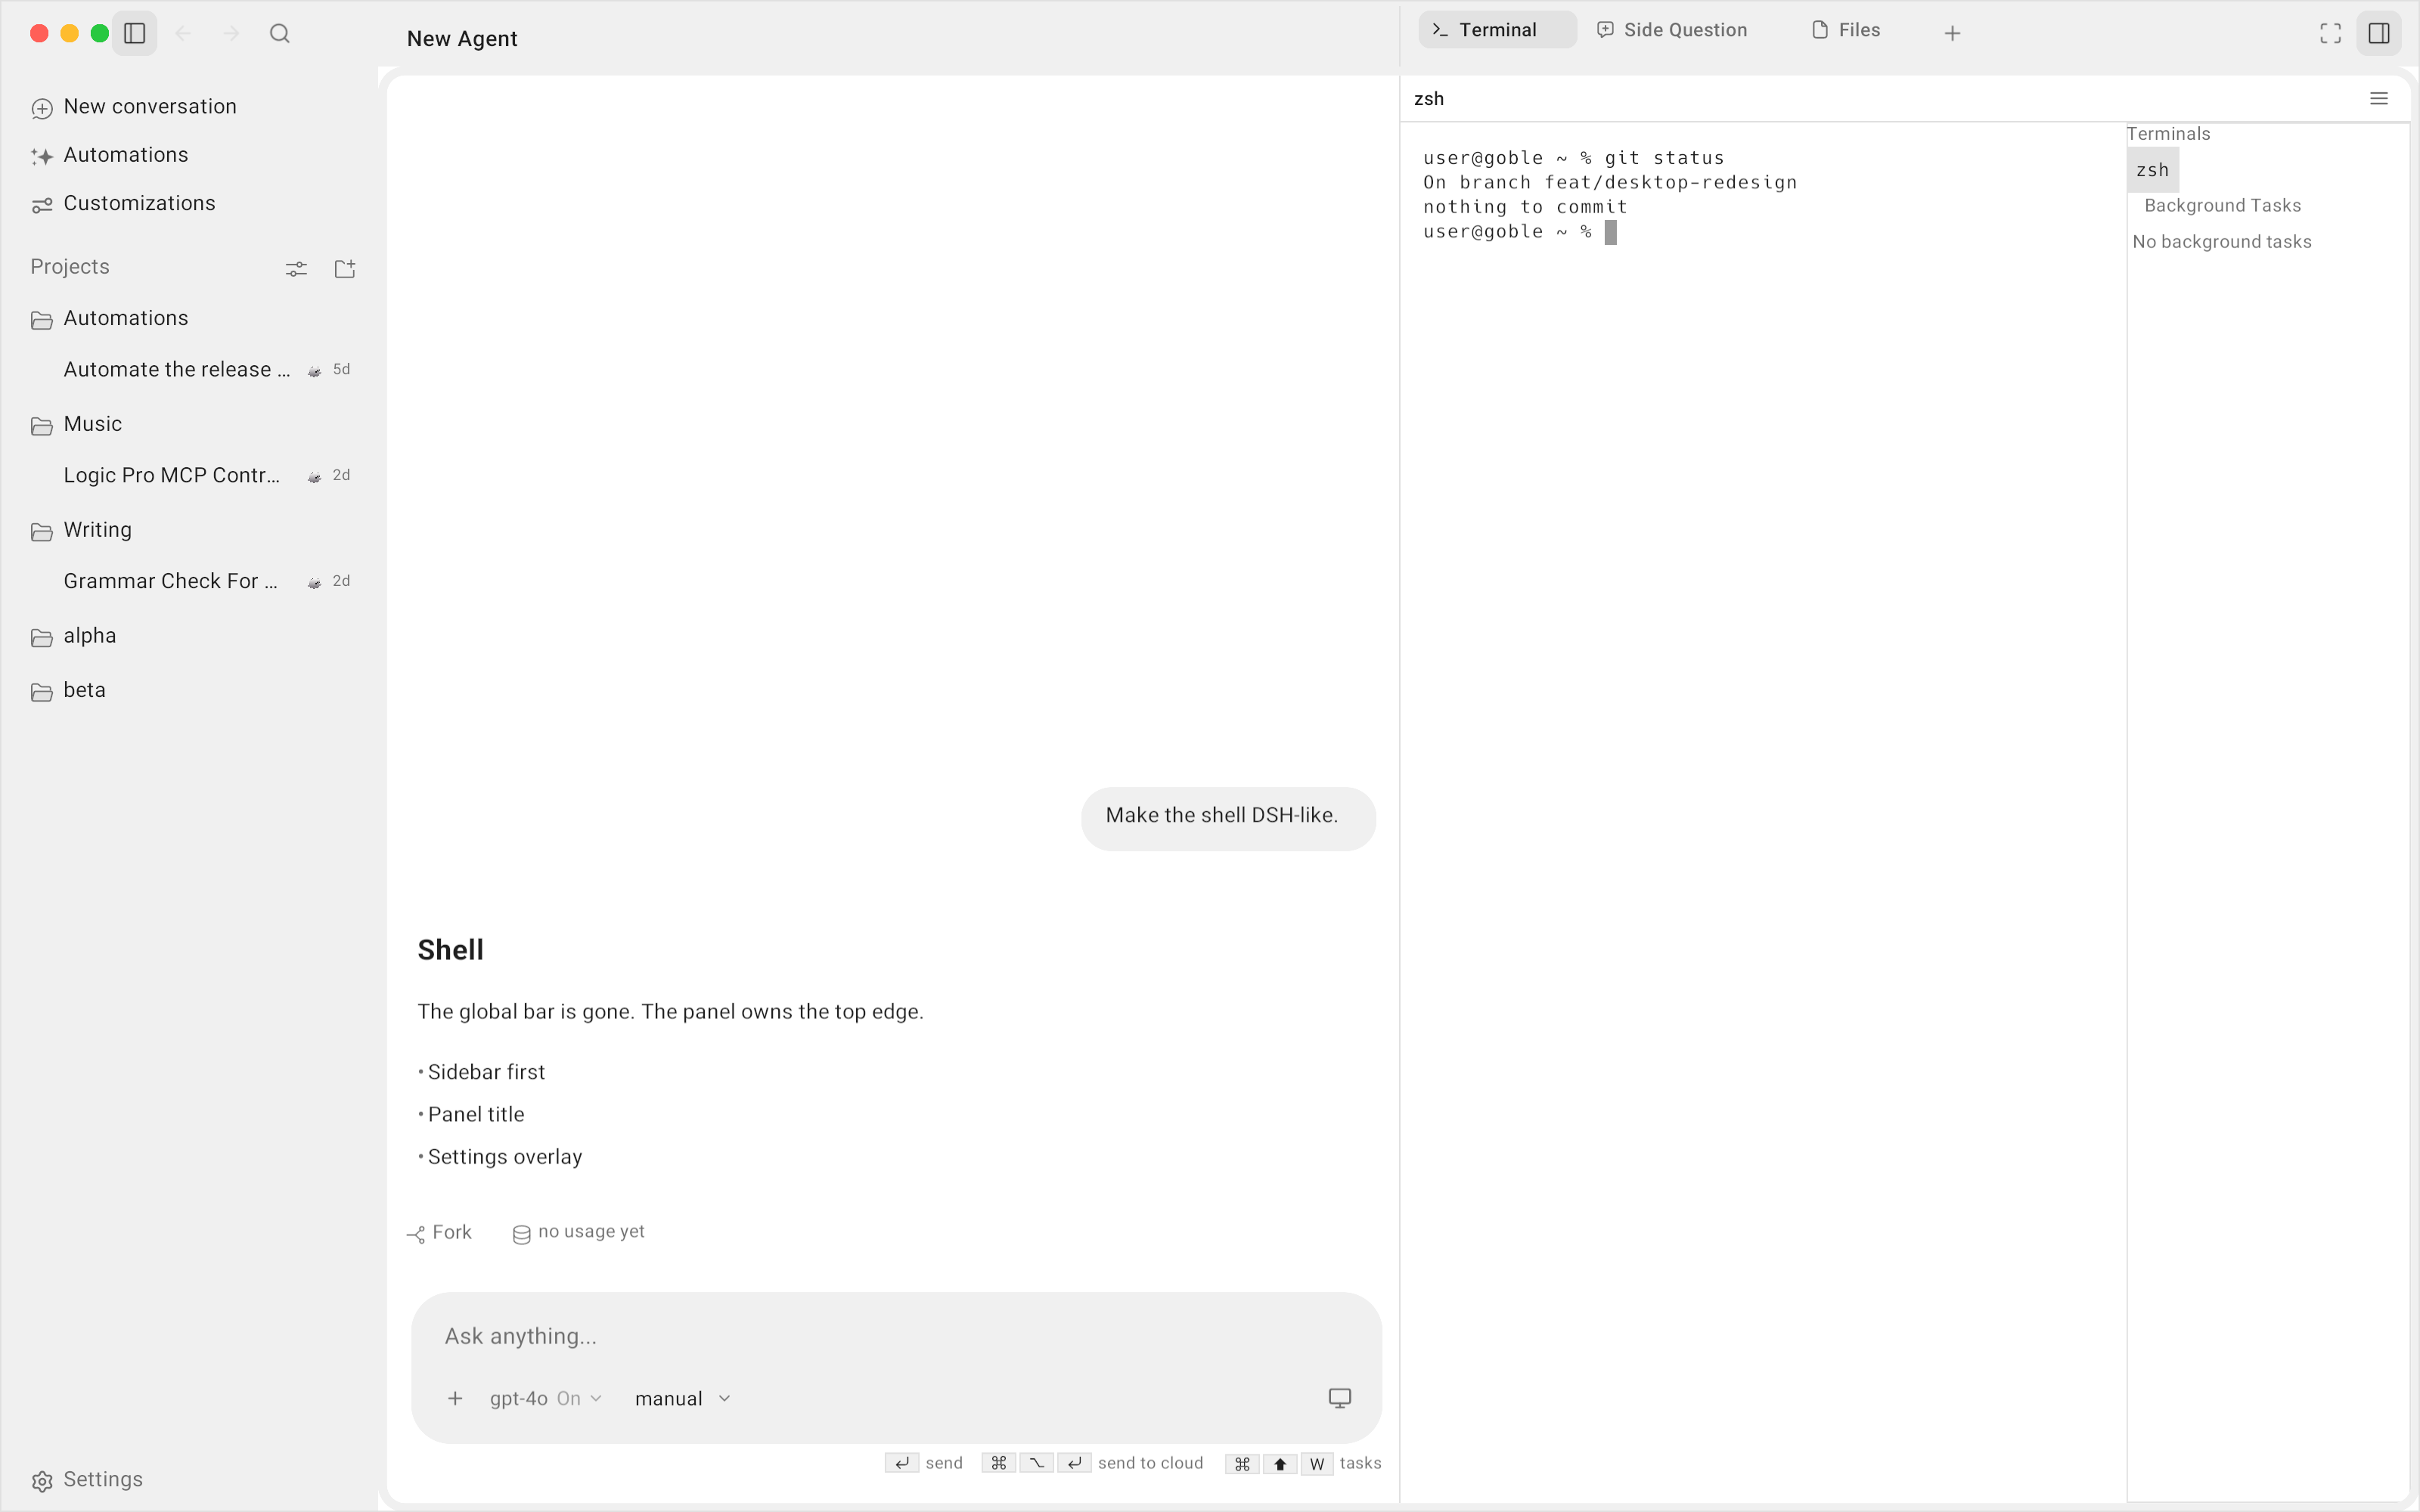 New Agent
Terminal
Side Question
Files
New conversation
Automations
Customizations
Projects
Automations
Automate the release ... 5d
Music
Logic Pro MCP Contr... 2d
Writing
Grammar Check For ... 2d
alpha
beta
Settings
Make the shell DSH-like.
Shell
The global bar is gone. The panel owns the top edge.
• Sidebar first
• Panel title
• Settings overlay
Fork
no usage yet
Ask anything...
+ gpt-4o On manual
↵ send ⌘ ⌥ ↵ send to cloud ⌘ ⬆ W tasks
zsh
user@goble ~ % git status
On branch feat/desktop-redesign
nothing to commit
user@goble ~ %
Terminals
zsh
Background Tasks
No background tasks